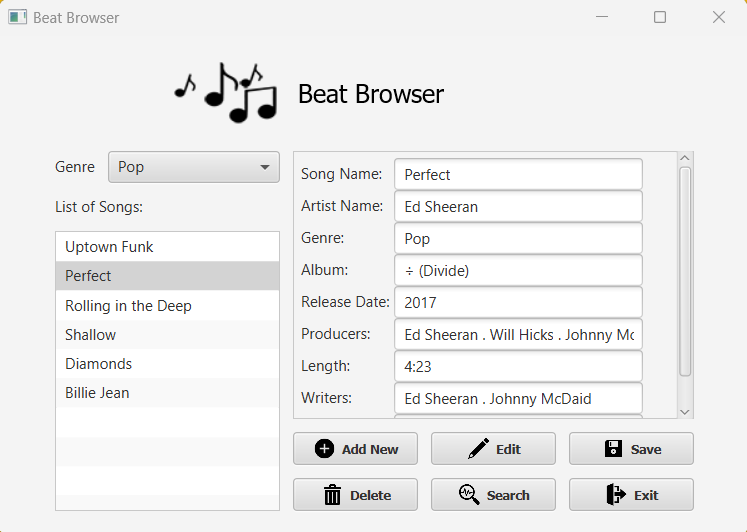 Beat Browser
Beat Browser
Genre Pop
List of Songs:
Uptown Funk
Perfect
Rolling in the Deep
Shallow
Diamonds
Billie Jean
Song Name: Perfect
Artist Name: Ed Sheeran
Genre: Pop
Album: ÷ (Divide)
Release Date: 2017
Producers: Ed Sheeran . Will Hicks . Johnny Mc
Length: 4:23
Writers: Ed Sheeran . Johnny McDaid
Add New Edit Save
Delete Search Exit